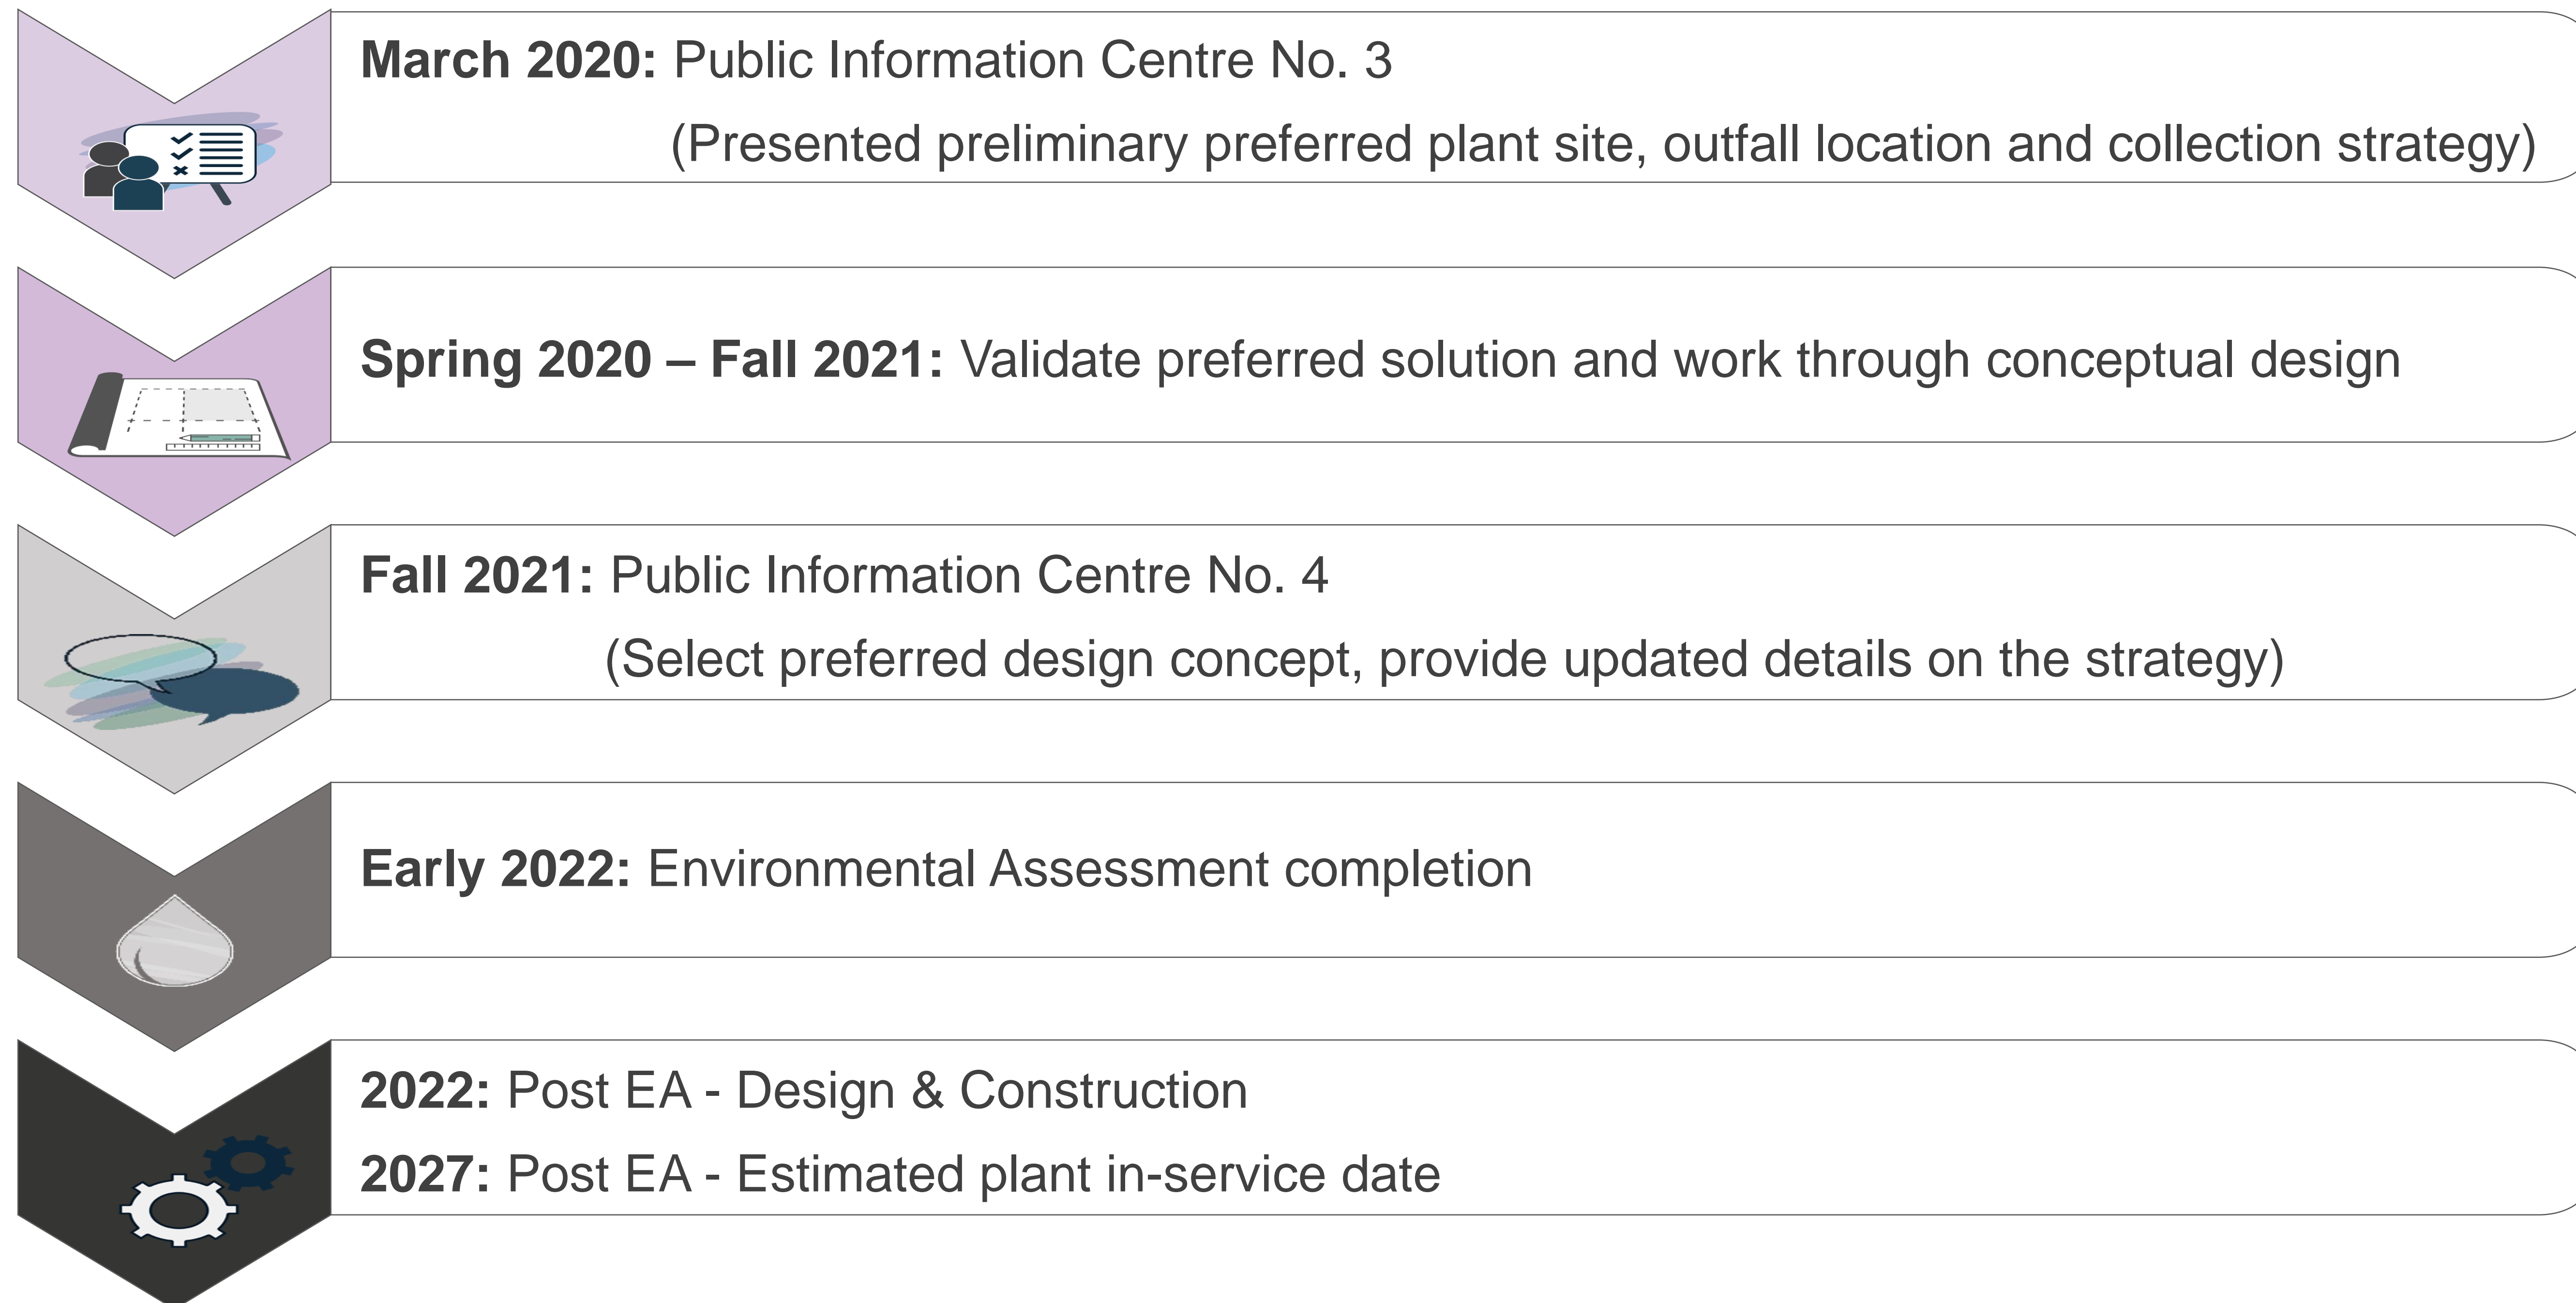 March 2020: Public Information Centre No. 3
(Presented preliminary preferred plant site, outfall location and collection strategy)
Spring 2020 – Fall 2021: Validate preferred solution and work through conceptual design
Fall 2021: Public Information Centre No. 4
(Select preferred design concept, provide updated details on the strategy)
Early 2022: Environmental Assessment completion
2022: Post EA - Design & Construction
2027: Post EA - Estimated plant in-service date